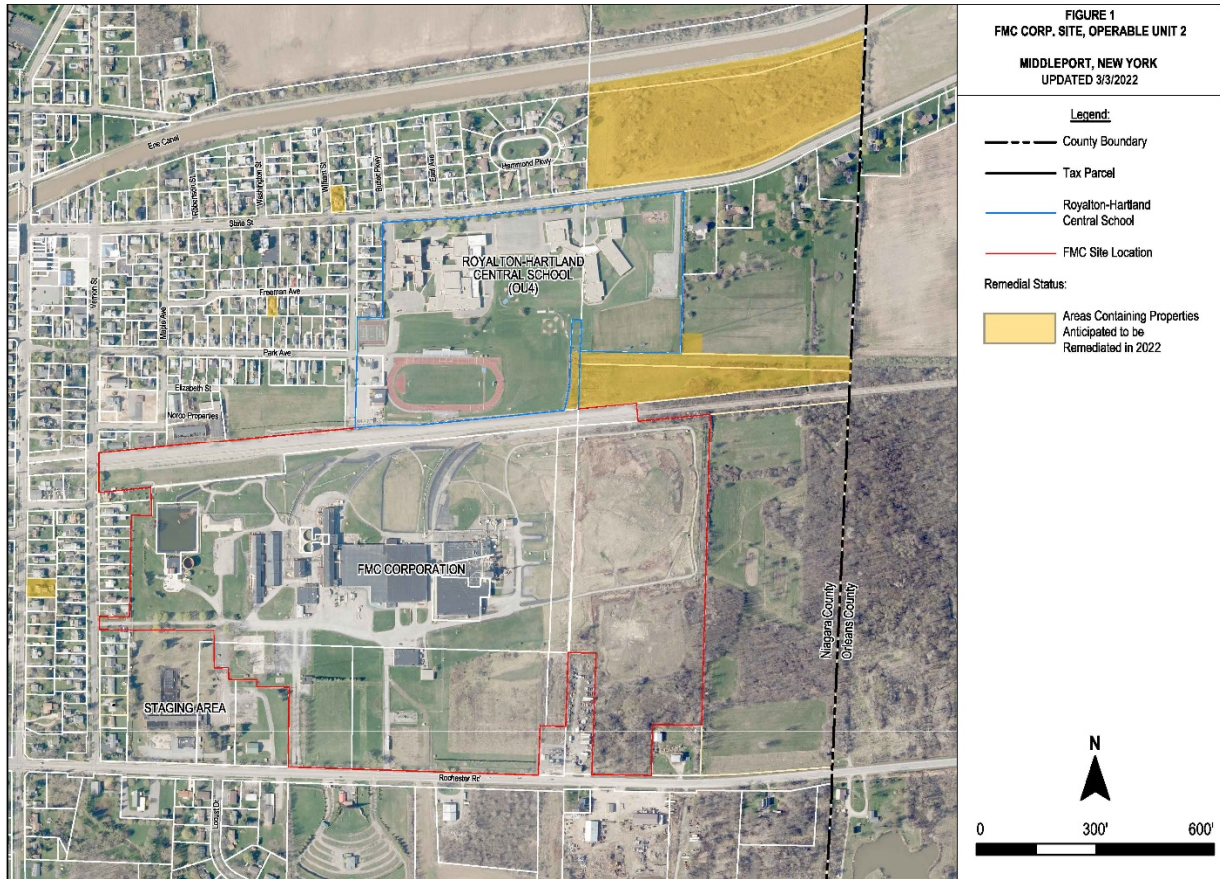 FIGURE 1
FMC CORP. SITE, OPERABLE UNIT 2
MIDDLEPORT, NEW YORK
UPDATED 3/3/2022
Legend:
County Boundary
Tax Parcel
Royalton-Hartland
Central School
FMC Site Location
Remedial Status:
Areas Containing Properties
Anticipated to be
Remediated in 2022
N
0 300' 600'
Erie Canal
Hammond Pkwy
Washington St
William St
East Ave
State St
Vernon St
Maple Ave
Freeman Ave
Park Ave
Elizabeth St
Norco Properties
ROYALTON-HARTLAND
CENTRAL SCHOOL
(OU4)
FMC CORPORATION
STAGING AREA
Rochester Rd
Locust Dr
Niagara County
Orleans County